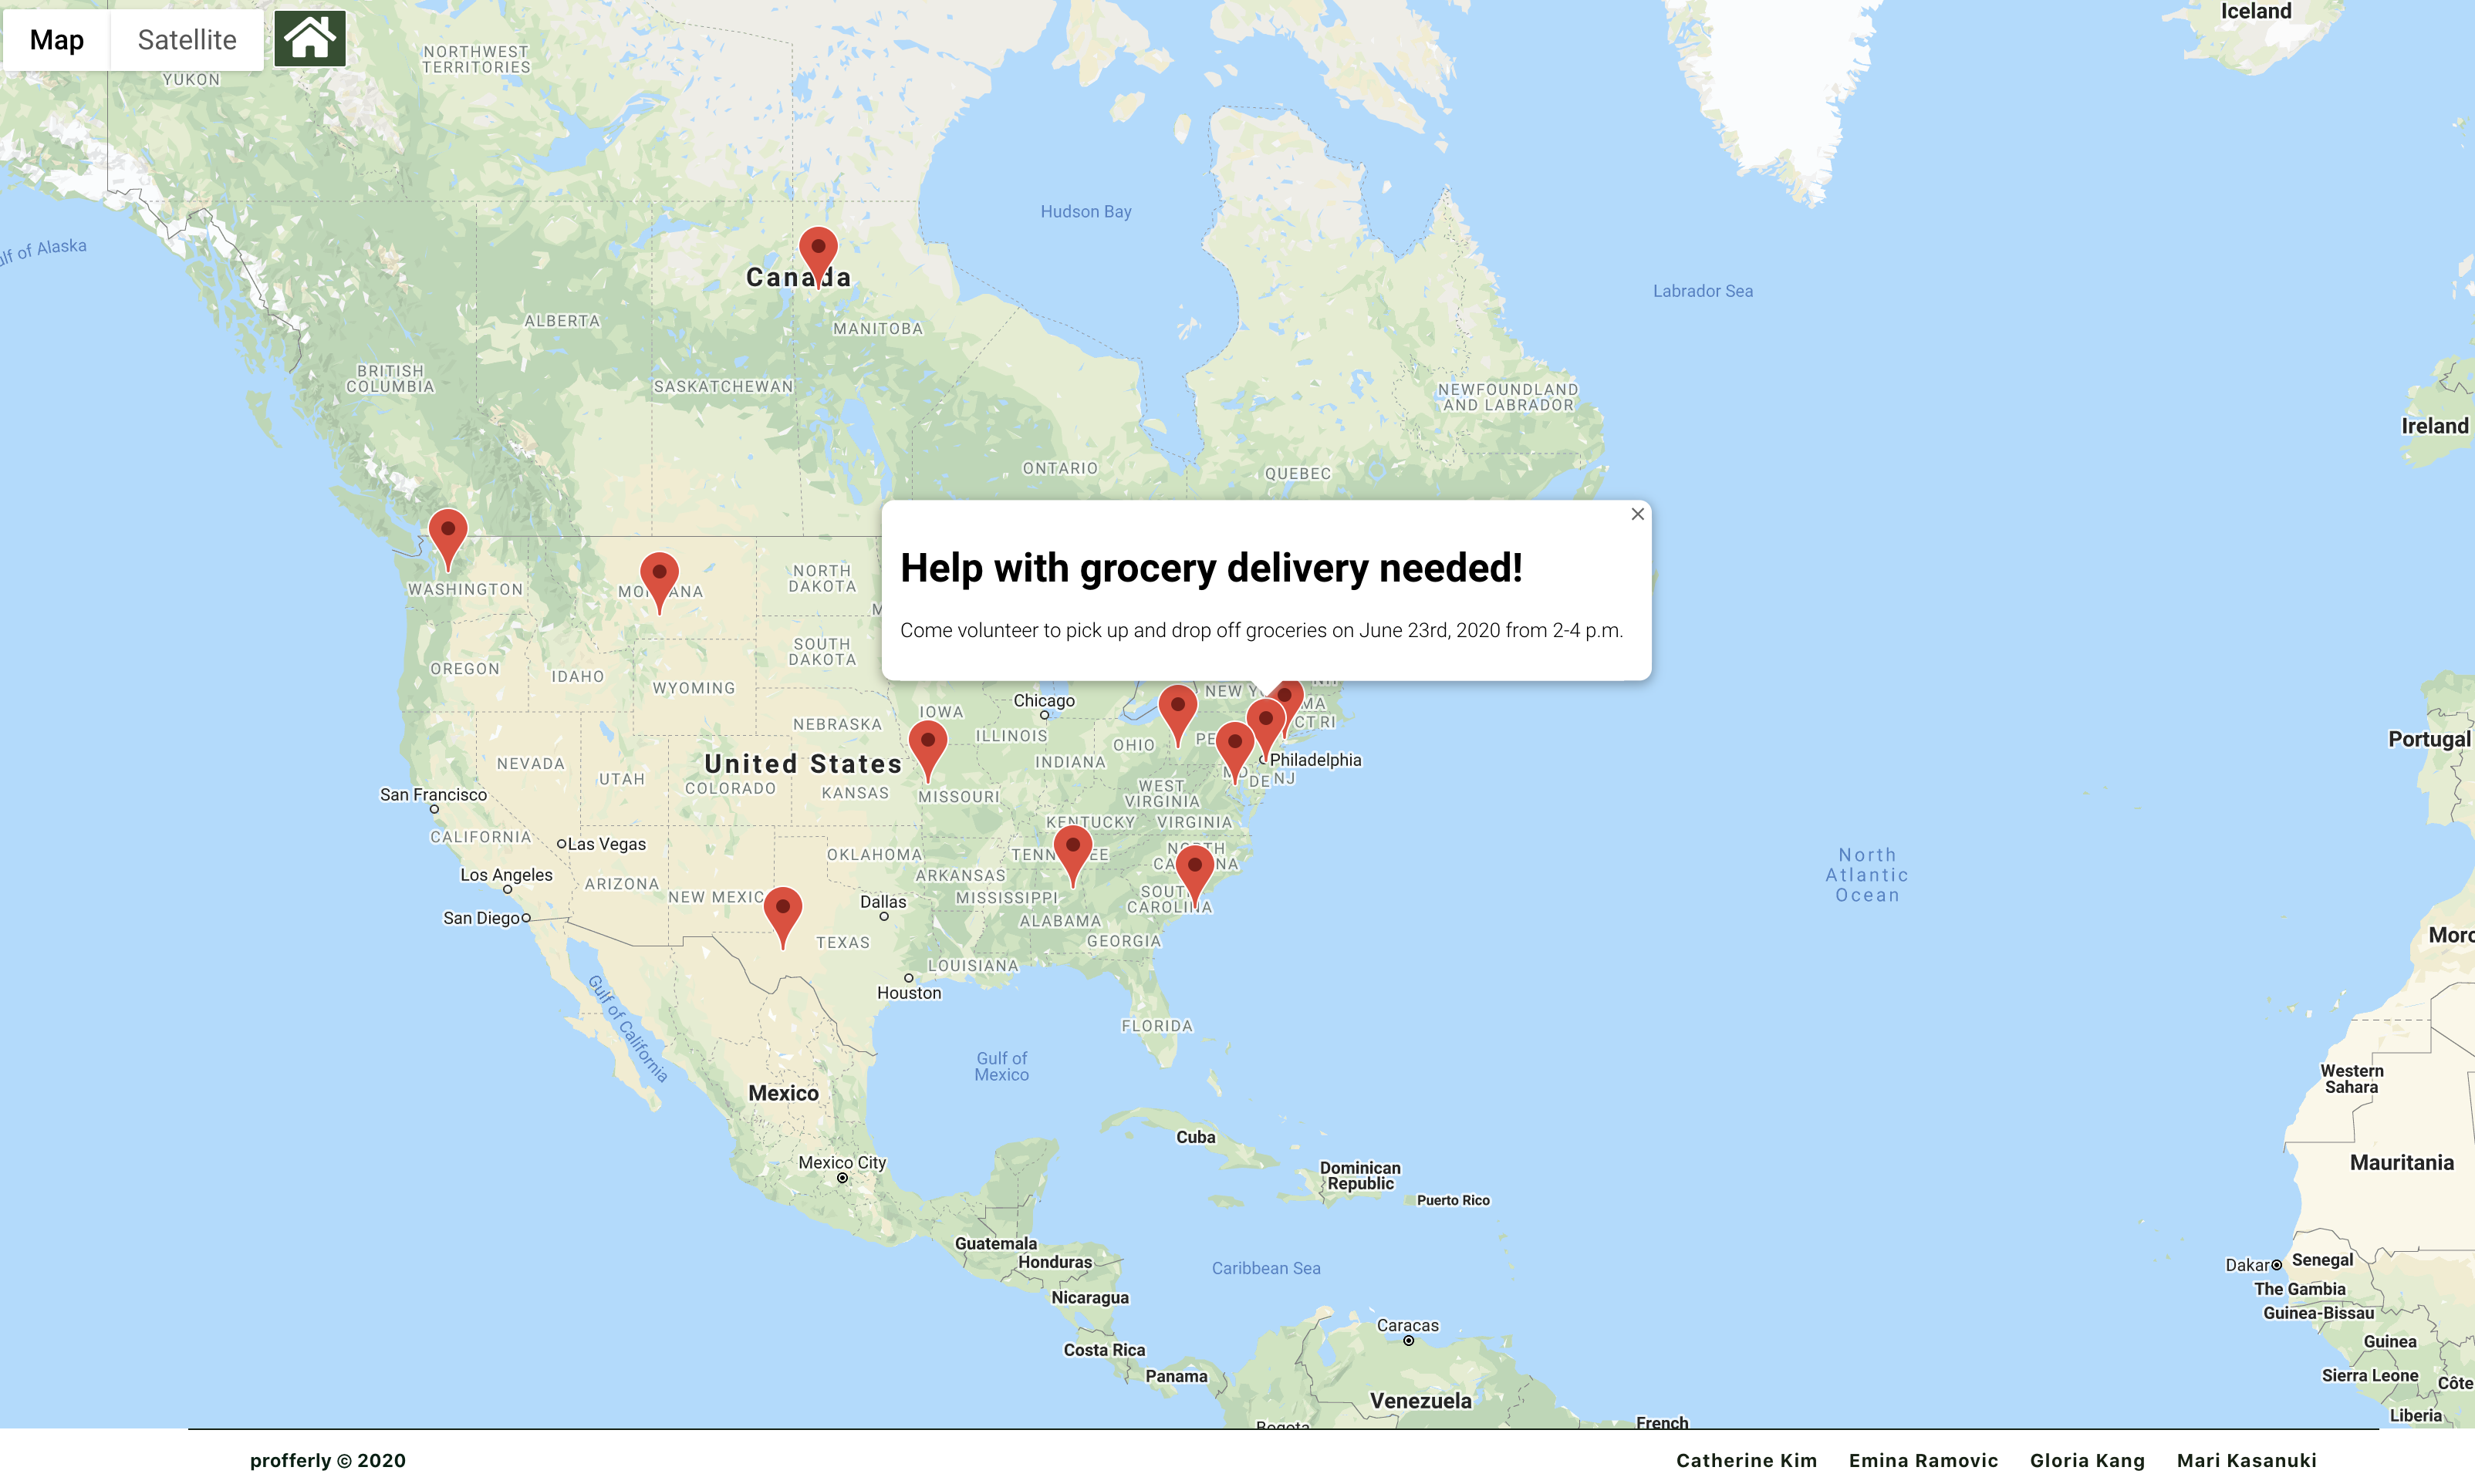 Map
Satellite
Iceland
NORTHWEST
TERRITORIES
YUKON
Hudson Bay
Gulf of Alaska
Canada
Labrador Sea
ALBERTA
MANITOBA
BRITISH
COLUMBIA
SASKATCHEWAN
NEWFOUNDLAND
AND LABRADOR
Ireland
ONTARIO
QUEBEC
Help with grocery delivery needed!
Come volunteer to pick up and drop off groceries on June 23rd, 2020 from 2-4 p.m.
WASHINGTON
NORTH
DAKOTA
SOUTH
DAKOTA
OREGON
IDAHO
WYOMING
Chicago
IOWA
NEBRASKA
ILLINOIS
OHIO
MA
CT RI
Portugal
United States
NEVADA
UTAH
INDIANA
Philadelphia
MD
DE NJ
COLORADO
KANSAS
MISSOURI
WEST
VIRGINIA
San Francisco
CALIFORNIA
Las Vegas
KENTUCKY
VIRGINIA
OKLAHOMA
TENNESSEE
NORTH
CAROLINA
North
Atlantic
Ocean
Los Angeles
ARIZONA
NEW MEXIC
ARKANSAS
Dallas
MISSISSIPPI
SOUTH
CAROLINA
San Diego
ALABAMA
TEXAS
GEORGIA
LOUISIANA
Houston
Gulf of California
FLORIDA
Gulf of
Mexico
Mexico
Western
Sahara
Cuba
Mexico City
Dominican
Republic
Puerto Rico
Mauritania
Guatemala
Honduras
Caribbean Sea
Nicaragua
Dakar
Senegal
The Gambia
Guinea-Bissau
Caracas
Costa Rica
Guinea
Panama
Sierra Leone
Côte
Venezuela
Liberia
French
profferly © 2020
Catherine Kim
Emina Ramovic
Gloria Kang
Mari Kasanuki